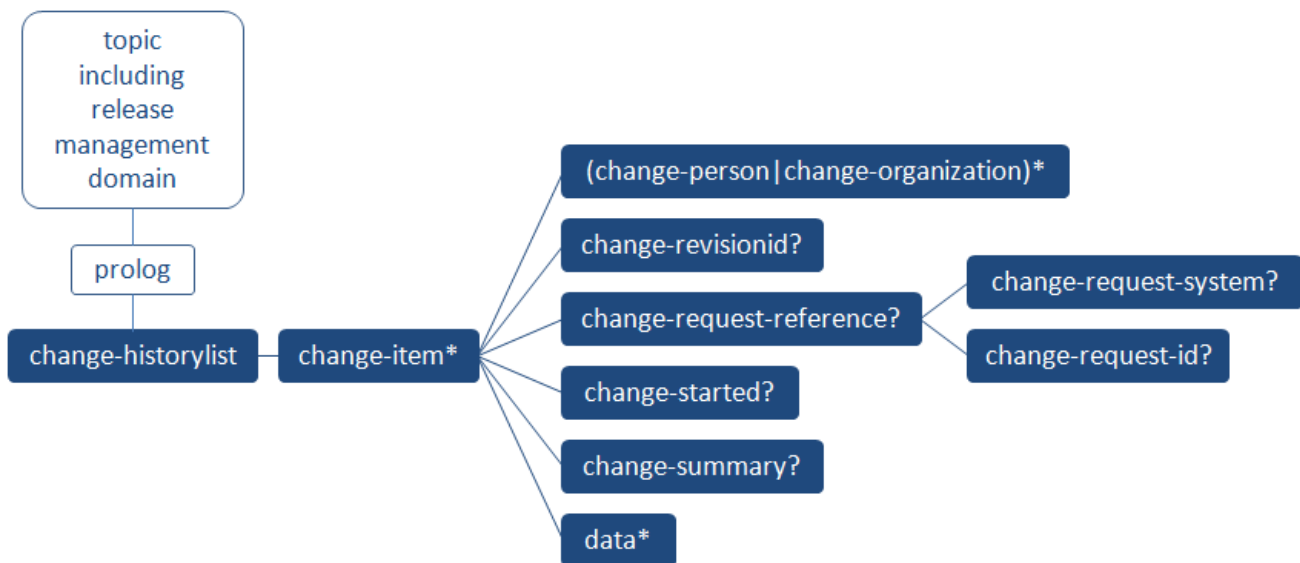 topic
including
release
management
domain
prolog
change-historylist
change-item*
(change-person|change-organization)*
change-revisionid?
change-request-reference?
change-request-system?
change-request-id?
change-started?
change-summary?
data*